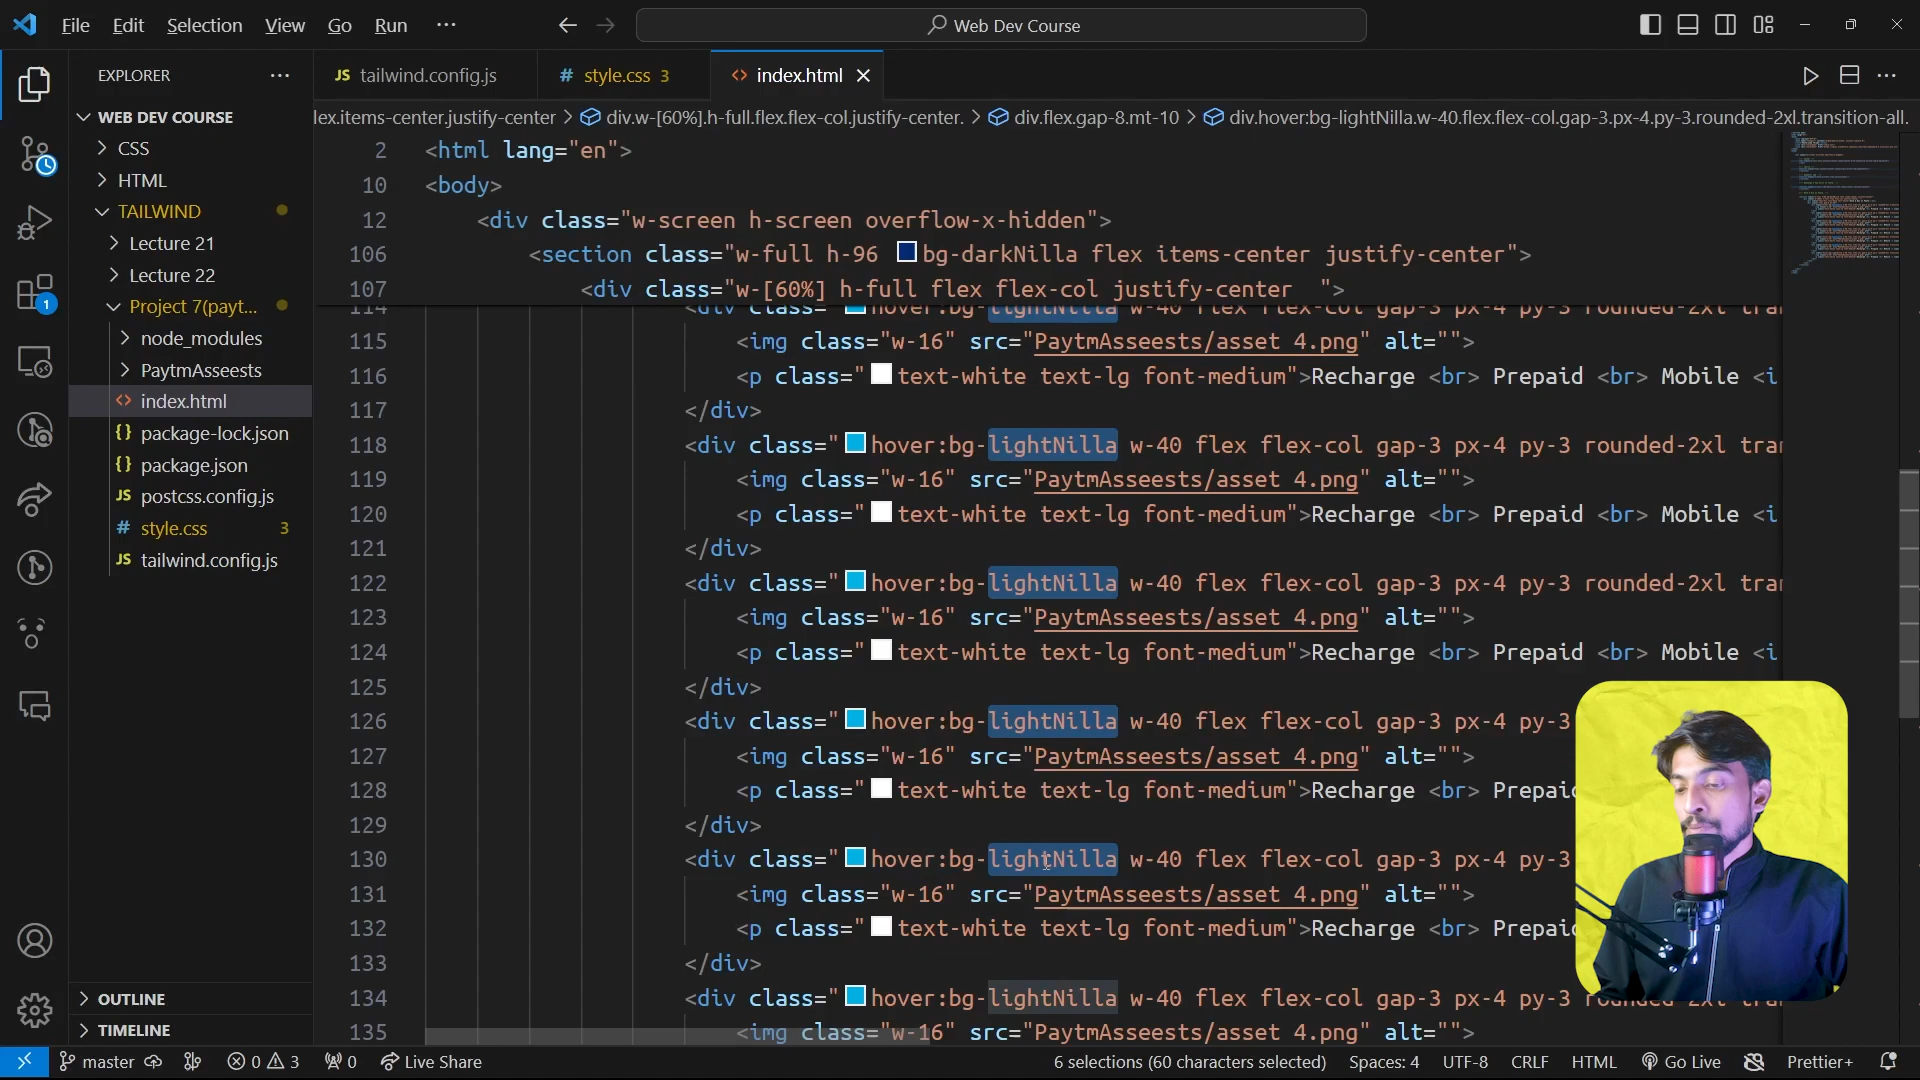 File Edit Selection View Go Run ···
Web Dev Course
EXPLORER ···
WEB DEV COURSE
CSS
HTML
TAILWIND
Lecture 21
Lecture 22
Project 7(payt...
node_modules
PaytmAsseests
<> index.html
{} package-lock.json
{} package.json
JS postcss.config.js
# style.css 3
JS tailwind.config.js
OUTLINE
TIMELINE
1
JS tailwind.config.js # style.css 3 <> index.html
lex.items-center.justify-center > div.w-[60%].h-full.flex.flex-col.justify-center. > div.flex.gap-8.mt-10 > div.hover:bg-lightNilla.w-40.flex.flex-col.gap-3.px-4.py-3.rounded-2xl.transition-all.
2 <html lang="en">
10 <body>
12 <div class="w-screen h-screen overflow-x-hidden">
106 <section class="w-full h-96 bg-darkNilla flex items-center justify-center">
107 <div class="w-[60%] h-full flex flex-col justify-center  ">
114 <div class="hover:bg-lightNilla w-40 flex flex-col gap-3 px-4 py-3 rounded-2xl tra
115 <img class="w-16" src="PaytmAsseests/asset 4.png" alt="">
116 <p class="text-white text-lg font-medium">Recharge <br> Prepaid <br> Mobile <i
117 </div>
118 <div class="hover:bg-lightNilla w-40 flex flex-col gap-3 px-4 py-3 rounded-2xl tra
119 <img class="w-16" src="PaytmAsseests/asset 4.png" alt="">
120 <p class="text-white text-lg font-medium">Recharge <br> Prepaid <br> Mobile <i
121 </div>
122 <div class="hover:bg-lightNilla w-40 flex flex-col gap-3 px-4 py-3 rounded-2xl tra
123 <img class="w-16" src="PaytmAsseests/asset 4.png" alt="">
124 <p class="text-white text-lg font-medium">Recharge <br> Prepaid <br> Mobile <i
125 </div>
126 <div class="hover:bg-lightNilla w-40 flex flex-col gap-3 px-4 py-3
127 <img class="w-16" src="PaytmAsseests/asset 4.png" alt="">
128 <p class="text-white text-lg font-medium">Recharge <br> Prepaid
129 </div>
130 <div class="hover:bg-lightNilla w-40 flex flex-col gap-3 px-4 py-3
131 <img class="w-16" src="PaytmAsseests/asset 4.png" alt="">
132 <p class="text-white text-lg font-medium">Recharge <br> Prepaid
133 </div>
134 <div class="hover:bg-lightNilla w-40 flex flex-col gap-3 px-4 py-3 rounded-2xl tra
135 <img class="w-16" src="PaytmAsseests/asset 4.png" alt="">
master 0 3 0 Live Share 6 selections (60 characters selected) Spaces: 4 UTF-8 CRLF HTML Go Live Prettier+